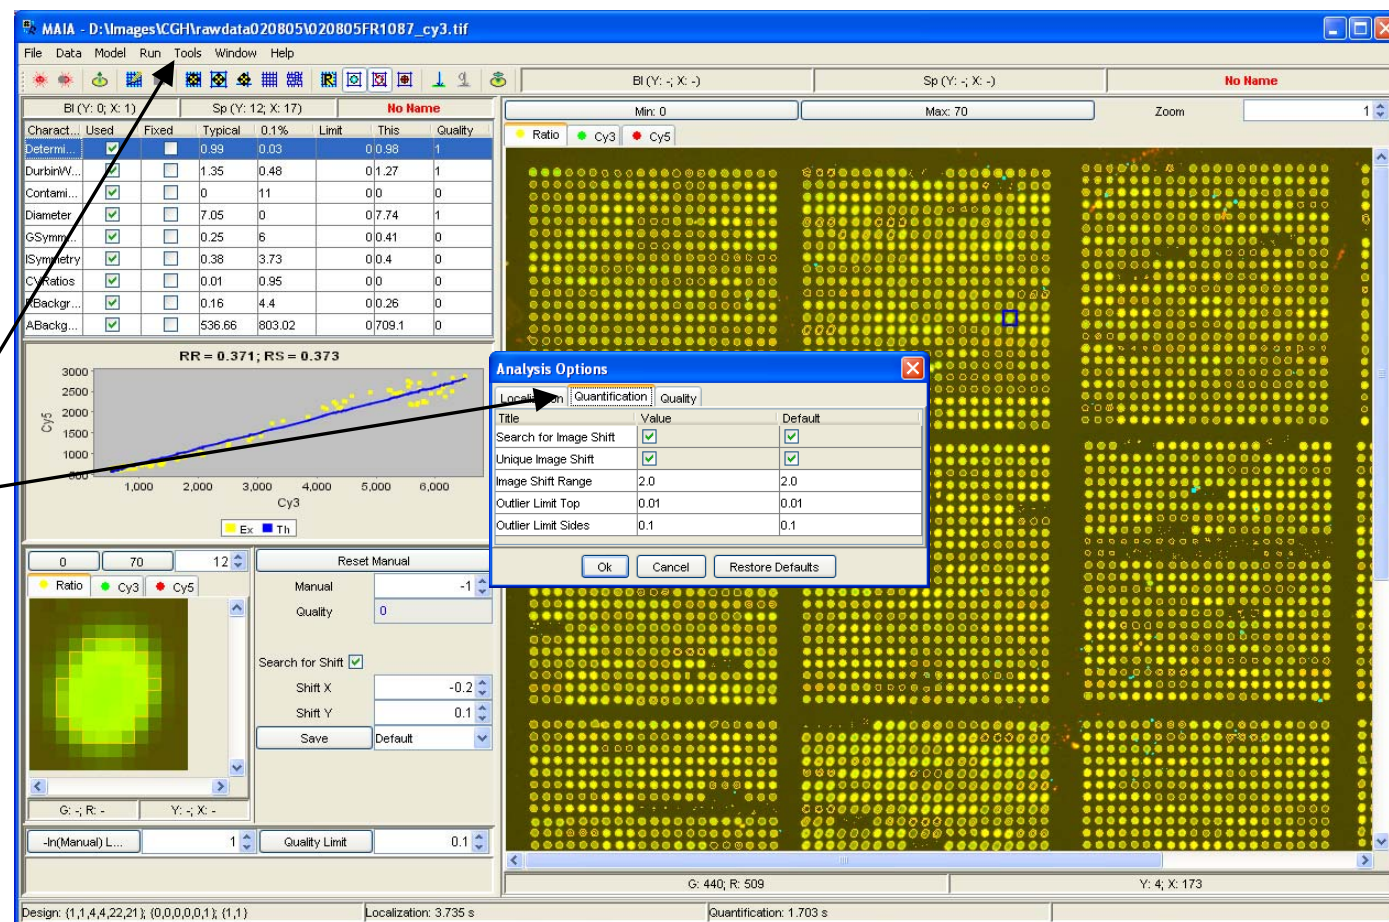 MAIA - D:\Images\CGH\rawdata020805\020805FR1087_cy3.tif
File Data Model Run Tools Window Help
Bl (Y: -; X: -) Sp (Y: -; X: -) No Name
Bl (Y: 0; X: 1) Sp (Y: 12; X: 17) No Name
Min: 0 Max: 70 Zoom 1
Ratio Cy3 Cy5
Charact... Used Fixed Typical 0.1% Limit This Quality
Determi... 0.99 0.03 0 0.98 1
DurbinW... 1.35 0.48 0 1.27 1
Contami... 0 11 0 0 0
Diameter 7.05 0 0 7.74 1
GSymm... 0.25 6 0 0.41 0
ISymmetry 0.38 3.73 0 0.4 0
CVRatios 0.01 0.95 0 0 0
RBackgr... 0.16 4.4 0 0.26 0
ABackg... 536.66 803.02 0 709.1 0
RR = 0.371; RS = 0.373
3000
2500
2000
1500
1000
Cy5
1,000 2,000 3,000 4,000 5,000 6,000
Cy3
Ex Th
Analysis Options
Quantification Quality
Title Value Default
Search for Image Shift
Unique Image Shift
Image Shift Range 2.0 2.0
Outlier Limit Top 0.01 0.01
Outlier Limit Sides 0.1 0.1
Ok Cancel Restore Defaults
0 70 12 Reset Manual
Ratio Cy3 Cy5
Manual -1
Quality 0
Search for Shift
Shift X -0.2
Shift Y 0.1
Save Default
G: -; R: - Y: -; X: -
-ln(Manual) L... 1 Quality Limit 0.1
G: 440; R: 509 Y: 4; X: 173
Design: {1,1,4,4,22,21}; {0,0,0,0,0,1}; {1,1} Localization: 3.735 s Quantification: 1.703 s